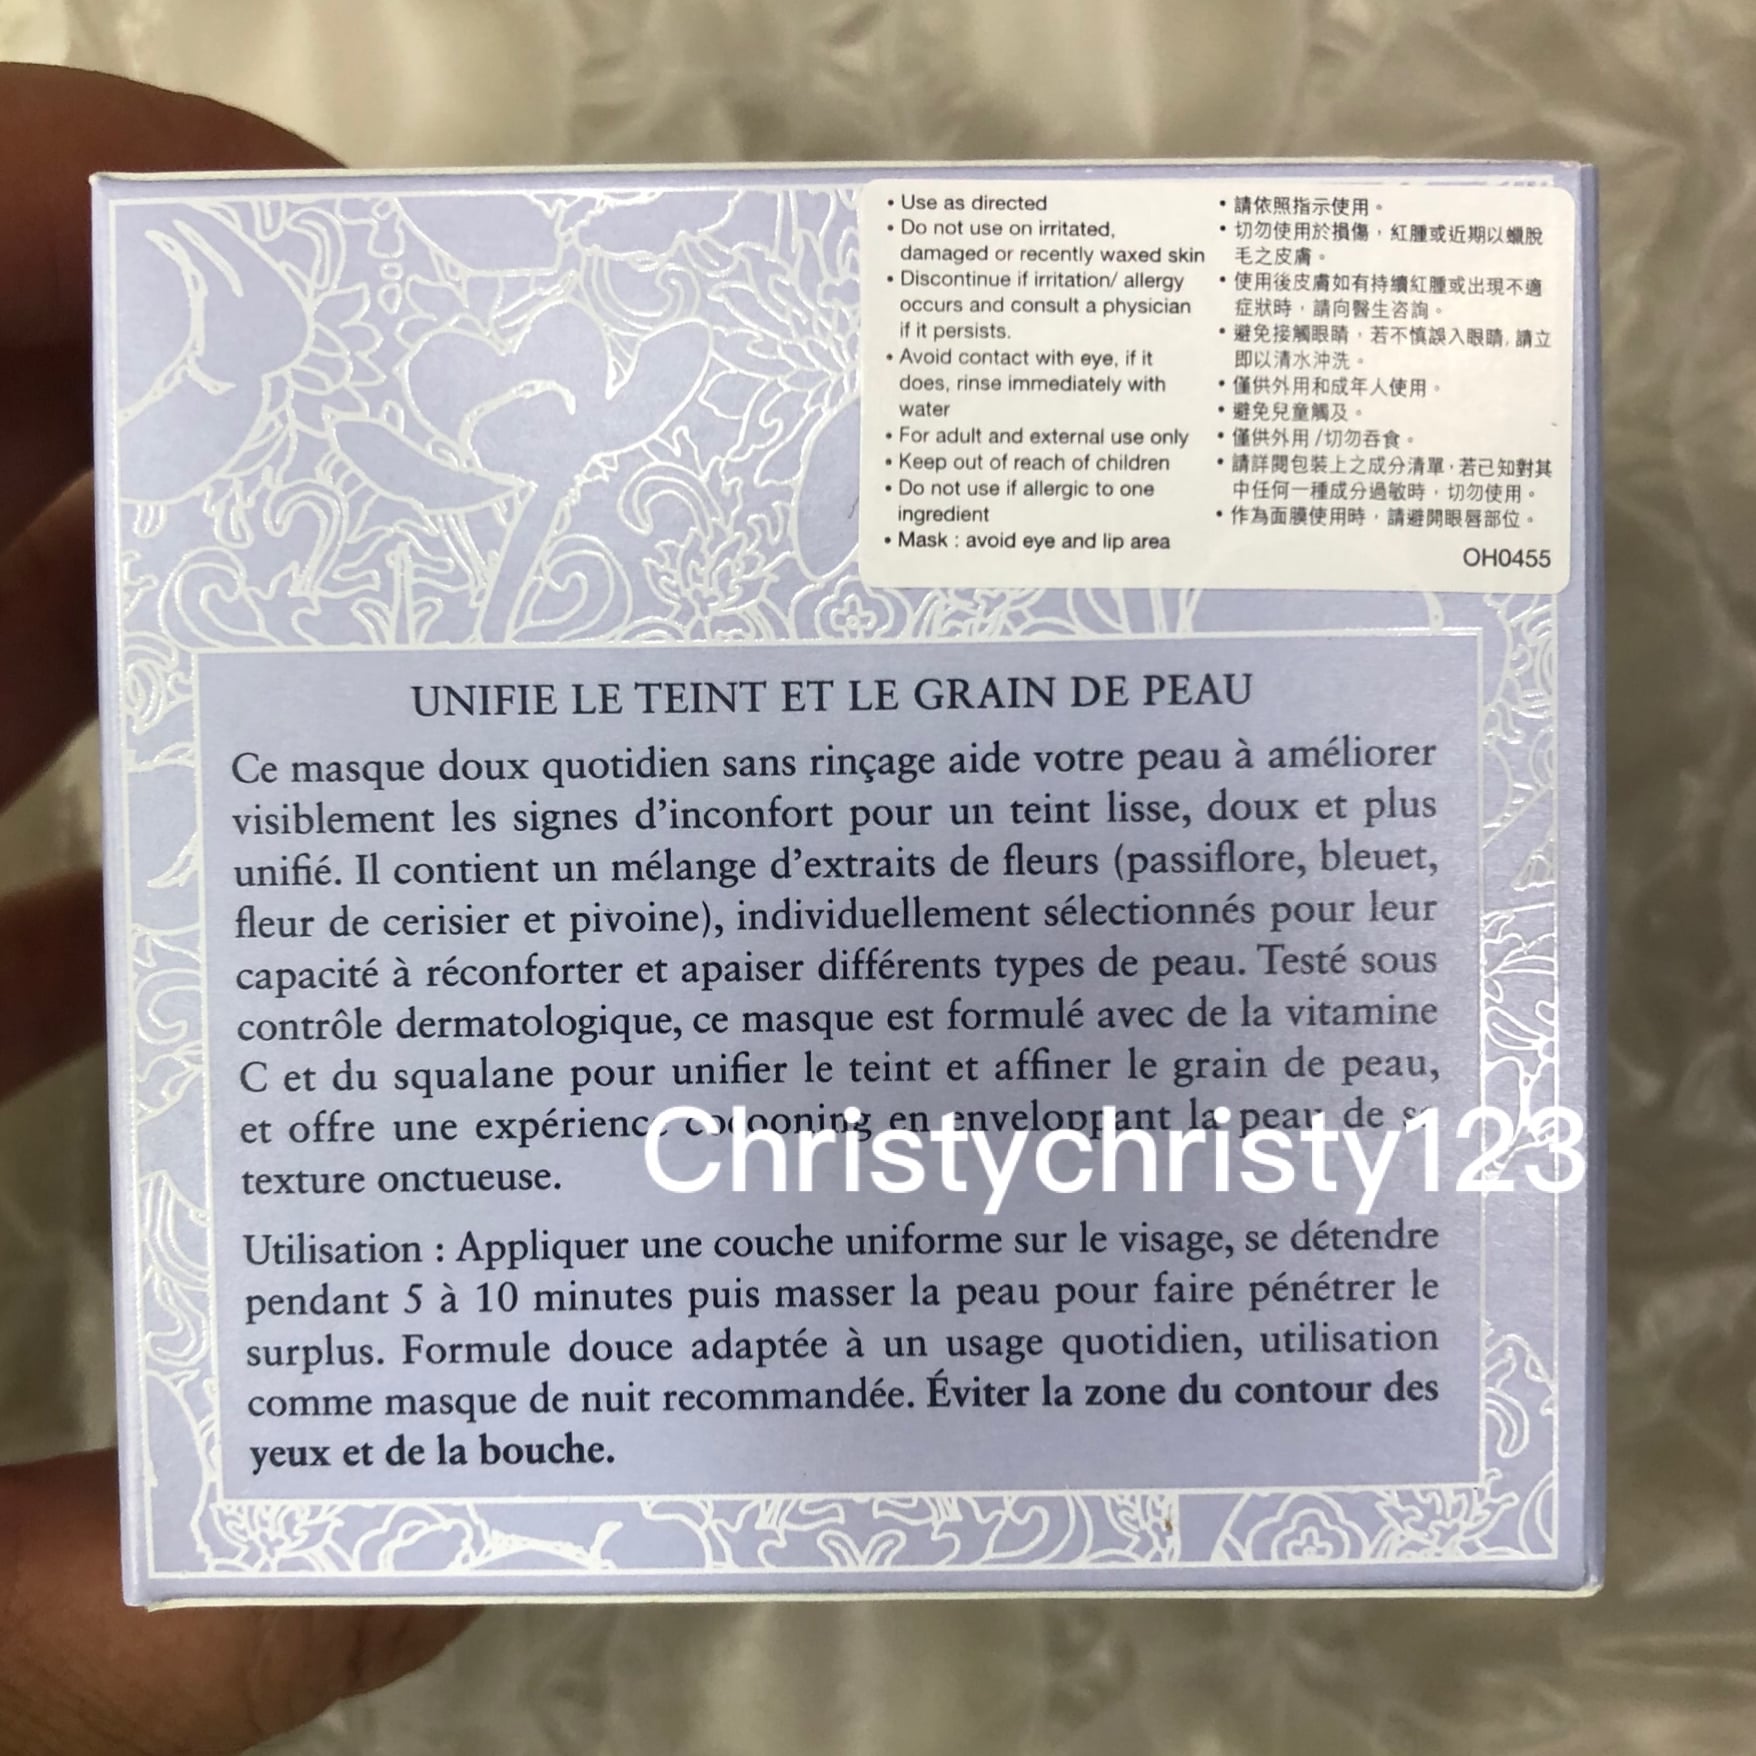 • Use as directed
• Do not use on irritated,
damaged or recently waxed skin
• Discontinue if irritation/ allergy
occurs and consult a physician
if it persists.
• Avoid contact with eye, if it
does, rinse immediately with
water
• For adult and external use only
• Keep out of reach of children
• Do not use if allergic to one
ingredient
• Mask : avoid eye and lip area
• 請依照指示使用。
• 切勿使用於損傷，紅腫或近期以蠟脫
毛之皮膚。
• 使用後皮膚如有持續紅腫或出現不適
症狀時，請向醫生咨詢。
• 避免接觸眼睛，若不慎誤入眼睛, 請立
即以清水沖洗。
• 僅供外用和成年人使用。
• 避免兒童觸及。
• 僅供外用 /切勿吞食。
• 請詳閱包裝上之成分清單，若已知對其
中任何一種成分過敏時，切勿使用。
• 作為面膜使用時，請避開眼唇部位。
OH0455
UNIFIE LE TEINT ET LE GRAIN DE PEAU
Ce masque doux quotidien sans rinçage aide votre peau à améliorer
visiblement les signes d’inconfort pour un teint lisse, doux et plus
unifié. Il contient un mélange d’extraits de fleurs (passiflore, bleuet,
fleur de cerisier et pivoine), individuellement sélectionnés pour leur
capacité à réconforter et apaiser différents types de peau. Testé sous
contrôle dermatologique, ce masque est formulé avec de la vitamine
C et du squalane pour unifier le teint et affiner le grain de peau,
et offre une expérience cocooning en enveloppant la peau de
texture onctueuse.
Christychristy123
Utilisation : Appliquer une couche uniforme sur le visage, se détendre
pendant 5 à 10 minutes puis masser la peau pour faire pénétrer le
surplus. Formule douce adaptée à un usage quotidien, utilisation
comme masque de nuit recommandée. Éviter la zone du contour des
yeux et de la bouche.